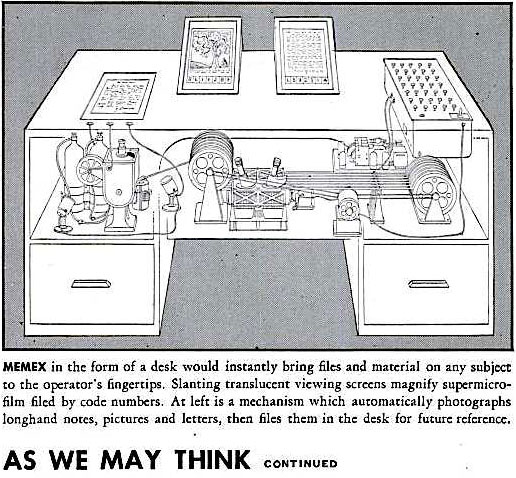 MEMEX in the form of a desk would instantly bring files and material on any subject
to the operator's fingertips. Slanting translucent viewing screens magnify supermicro-
film filed by code numbers. At left is a mechanism which automatically photographs
longhand notes, pictures and letters, then files them in the desk for future reference.
AS WE MAY THINK CONTINUED